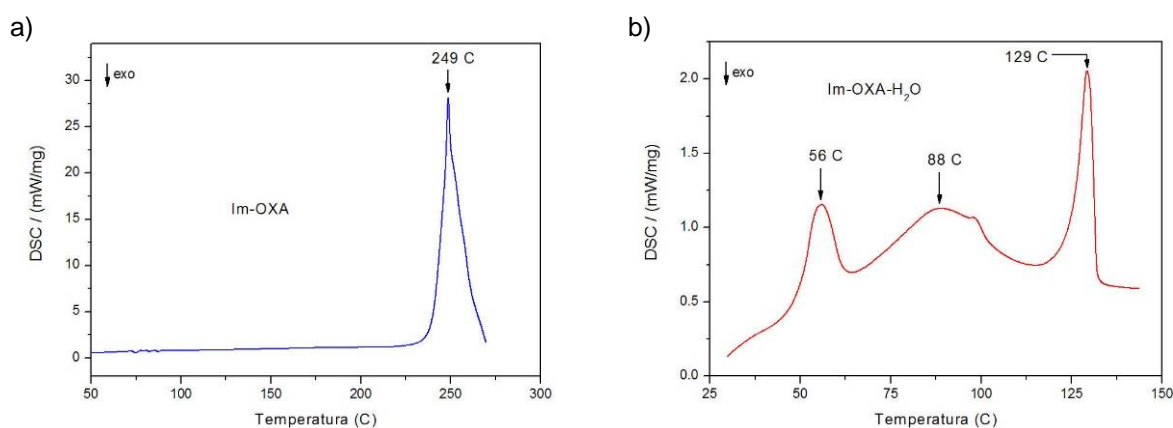 a)
249 C
exo
Im-OXA
DSC / (mW/mg)
30
25
20
15
10
5
0
50 100 150 200 250 300
Temperatura (C)
b)
129 C
exo
Im-OXA-H₂O
56 C
88 C
DSC / (mW/mg)
2.0
1.5
1.0
0.5
0.0
25 50 75 100 125 150
Temperatura (C)